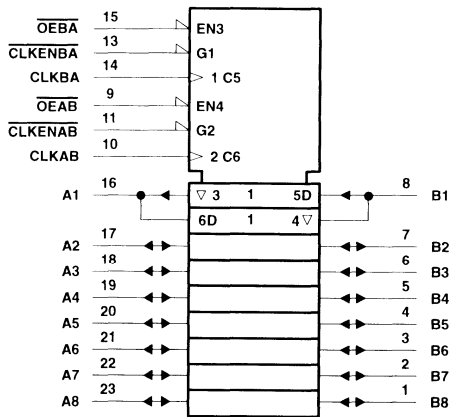 OEBA 15 EN3
CLKENBA 13 G1
CLKBA 14 1 C5
OEAB 9 EN4
CLKENAB 11 G2
CLKAB 10 2 C6
A1 16 ▽ 3 1 5D 8 B1
6D 1 4 ▽
A2 17 7 B2
A3 18 6 B3
A4 19 5 B4
A5 20 4 B5
A6 21 3 B6
A7 22 2 B7
A8 23 1 B8